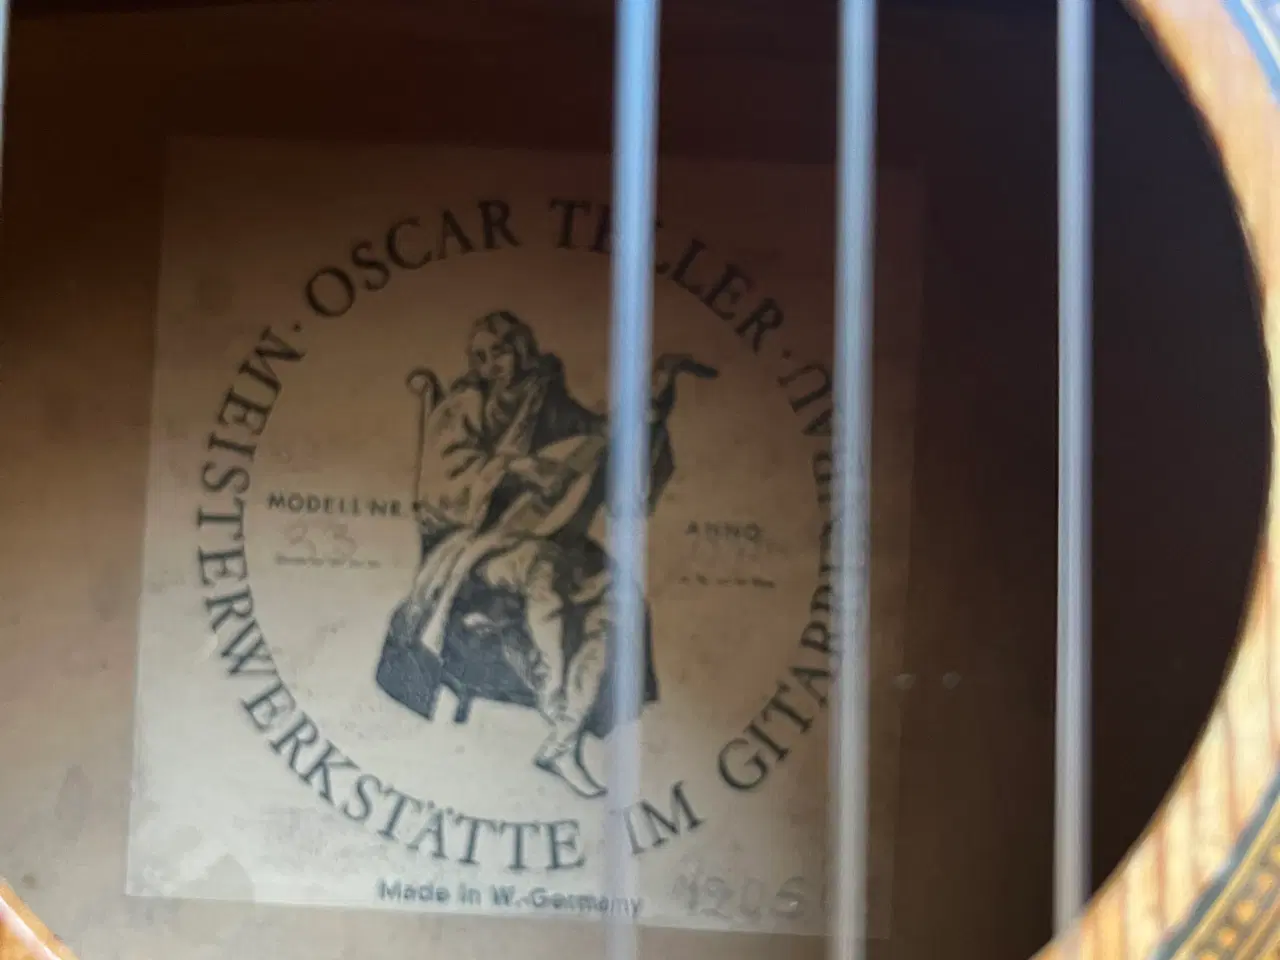 MEISTERWERKSTÄTTE IM GITARRENBAU · OSCAR TELLER ·
MODELL NR.
33
ANNO
Made in W.-Germany